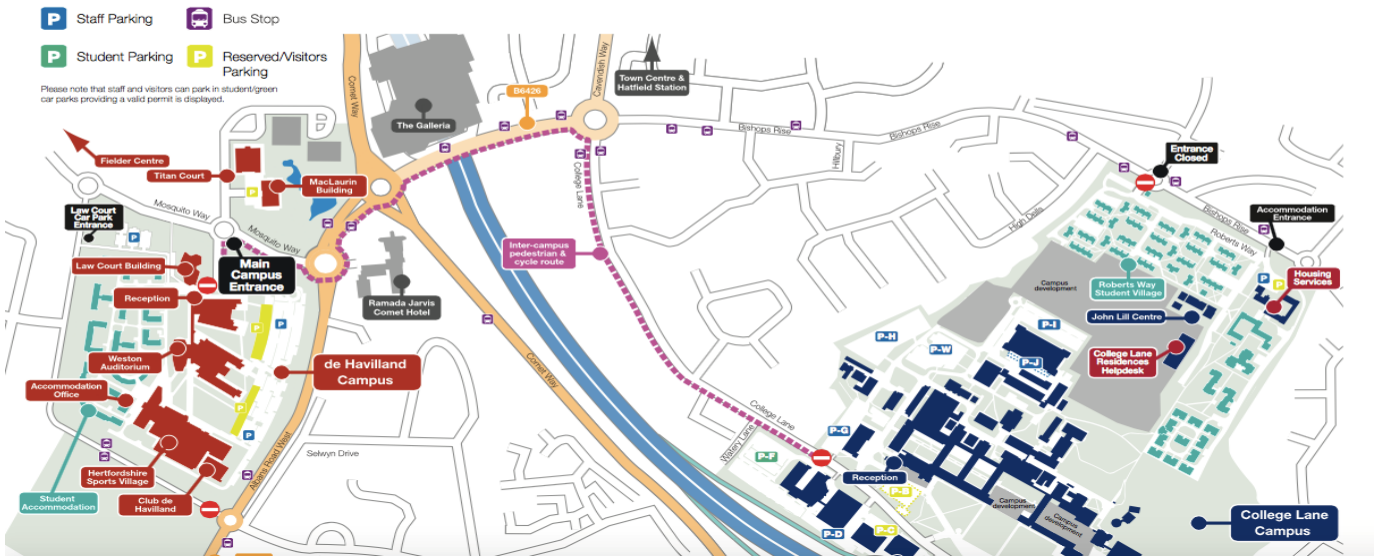 P Staff Parking
Bus Stop
P Student Parking
P Reserved/Visitors
Parking
Please note that staff and visitors can park in student/green
car parks providing a valid permit is displayed.
Comet Way
The Galleria
B6426
Cavendish Way
Town Centre &
Hatfield Station
Bishops Rise
Bishops Rise
Hillbury
College Lane
Entrance
Closed
Fielder Centre
Titan Court
MacLaurin
Building
P
Mosquito Way
Mosquito Way
Law Court
Car Park
Entrance
P
Main
Campus
Entrance
Law Court Building
Reception
Ramada Jarvis
Comet Hotel
Inter-campus
pedestrian &
cycle route
High Dells
Accommodation
Entrance
Bishops Rise
Roberts Way
Roberts Way
Student Village
P
P
Housing
Services
Campus
development
John Lill Centre
College Lane
Residences
Helpdesk
P-H
P-W
P-I
P-J
P
P
Weston
Auditorium
de Havilland
Campus
Accommodation
Office
P
P
Comet Way
College Lane
Watery Lane
P-G
P-F
Reception
Albans Road West
Selwyn Drive
Hertfordshire
Sports Village
Club de
Havilland
Student
Accommodation
Campus
development
Campus
development
P-C
P-D
College Lane
Campus